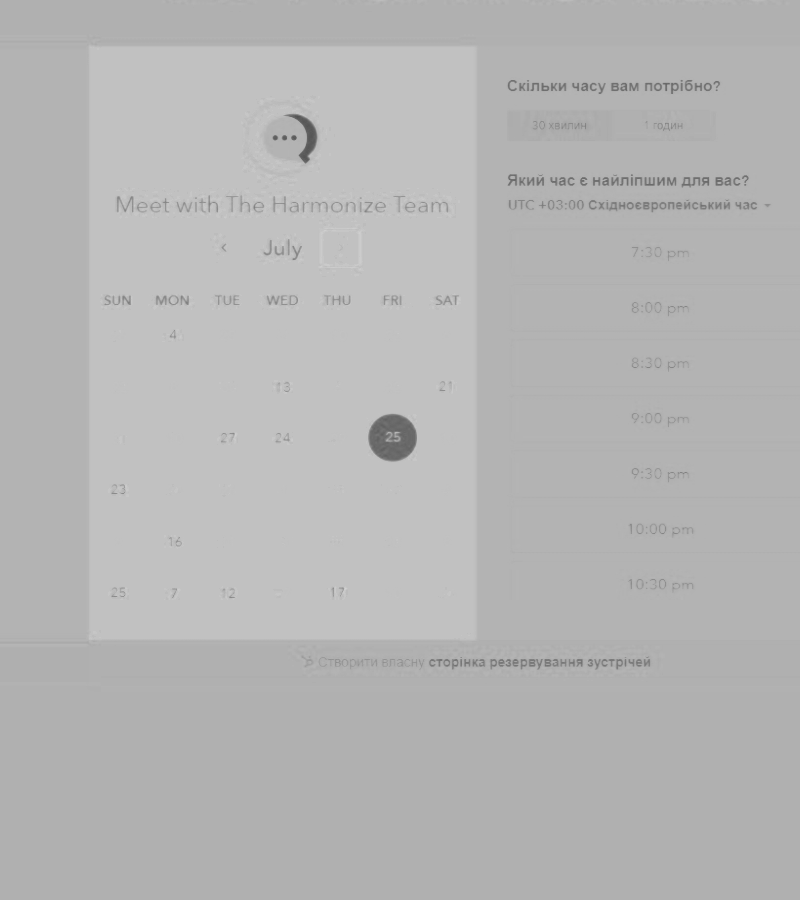 Meet with The Harmonize Team
July
SUN MON TUE WED THU FRI SAT
4
13 21
27 24 25
23
16
25 7 12 17
Скільки часу вам потрібно?
30 хвилин 1 годин
Який час є найліпшим для вас?
UTC +03:00 Східноєвропейський час
7:30 pm
8:00 pm
8:30 pm
9:00 pm
9:30 pm
10:00 pm
10:30 pm
Створити власну сторінка резервування зустрічей